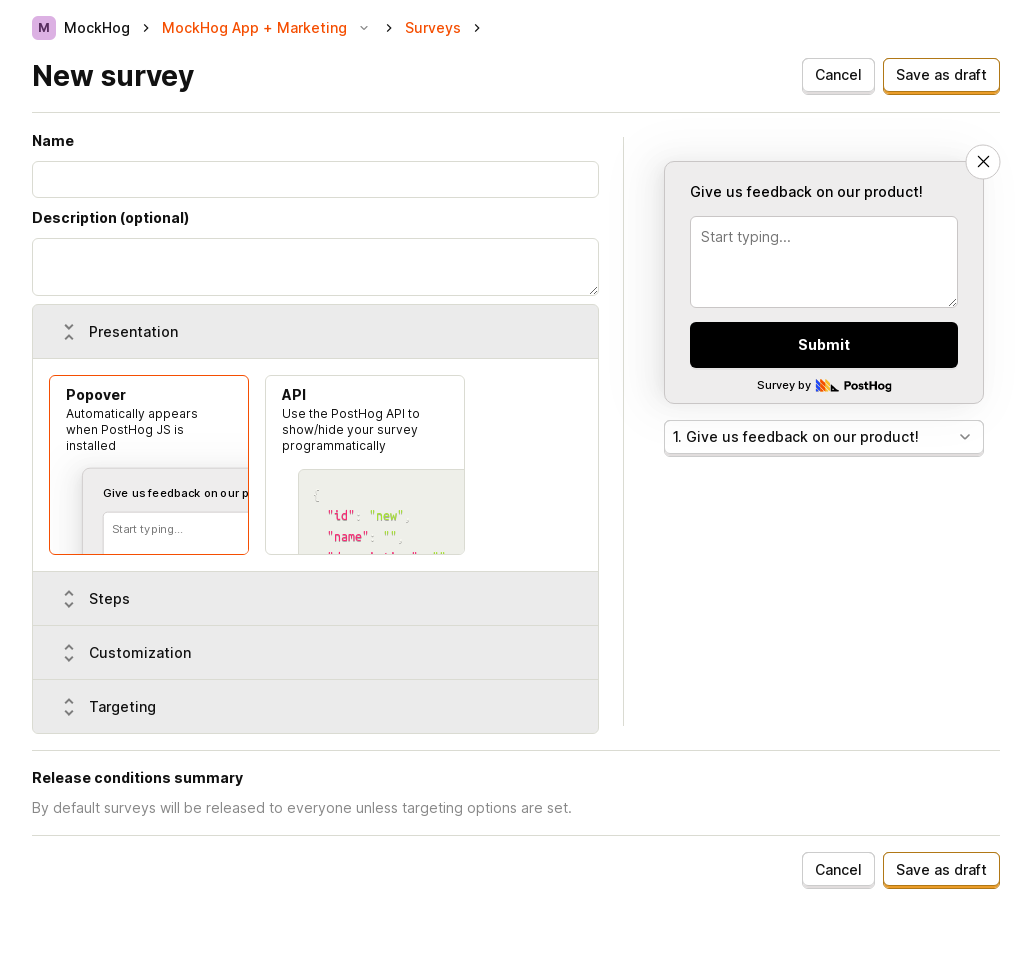 M MockHog MockHog App + Marketing Surveys
New survey
Cancel Save as draft
Name
Description (optional)
Presentation
Popover
Automatically appears
when PostHog JS is
installed
Give us feedback on our p
Start typing...
API
Use the PostHog API to
show/hide your survey
programmatically
{
"id": "new",
"name": "",
Steps
Customization
Targeting
Give us feedback on our product!
Start typing...
Submit
Survey by PostHog
1. Give us feedback on our product!
Release conditions summary
By default surveys will be released to everyone unless targeting options are set.
Cancel Save as draft